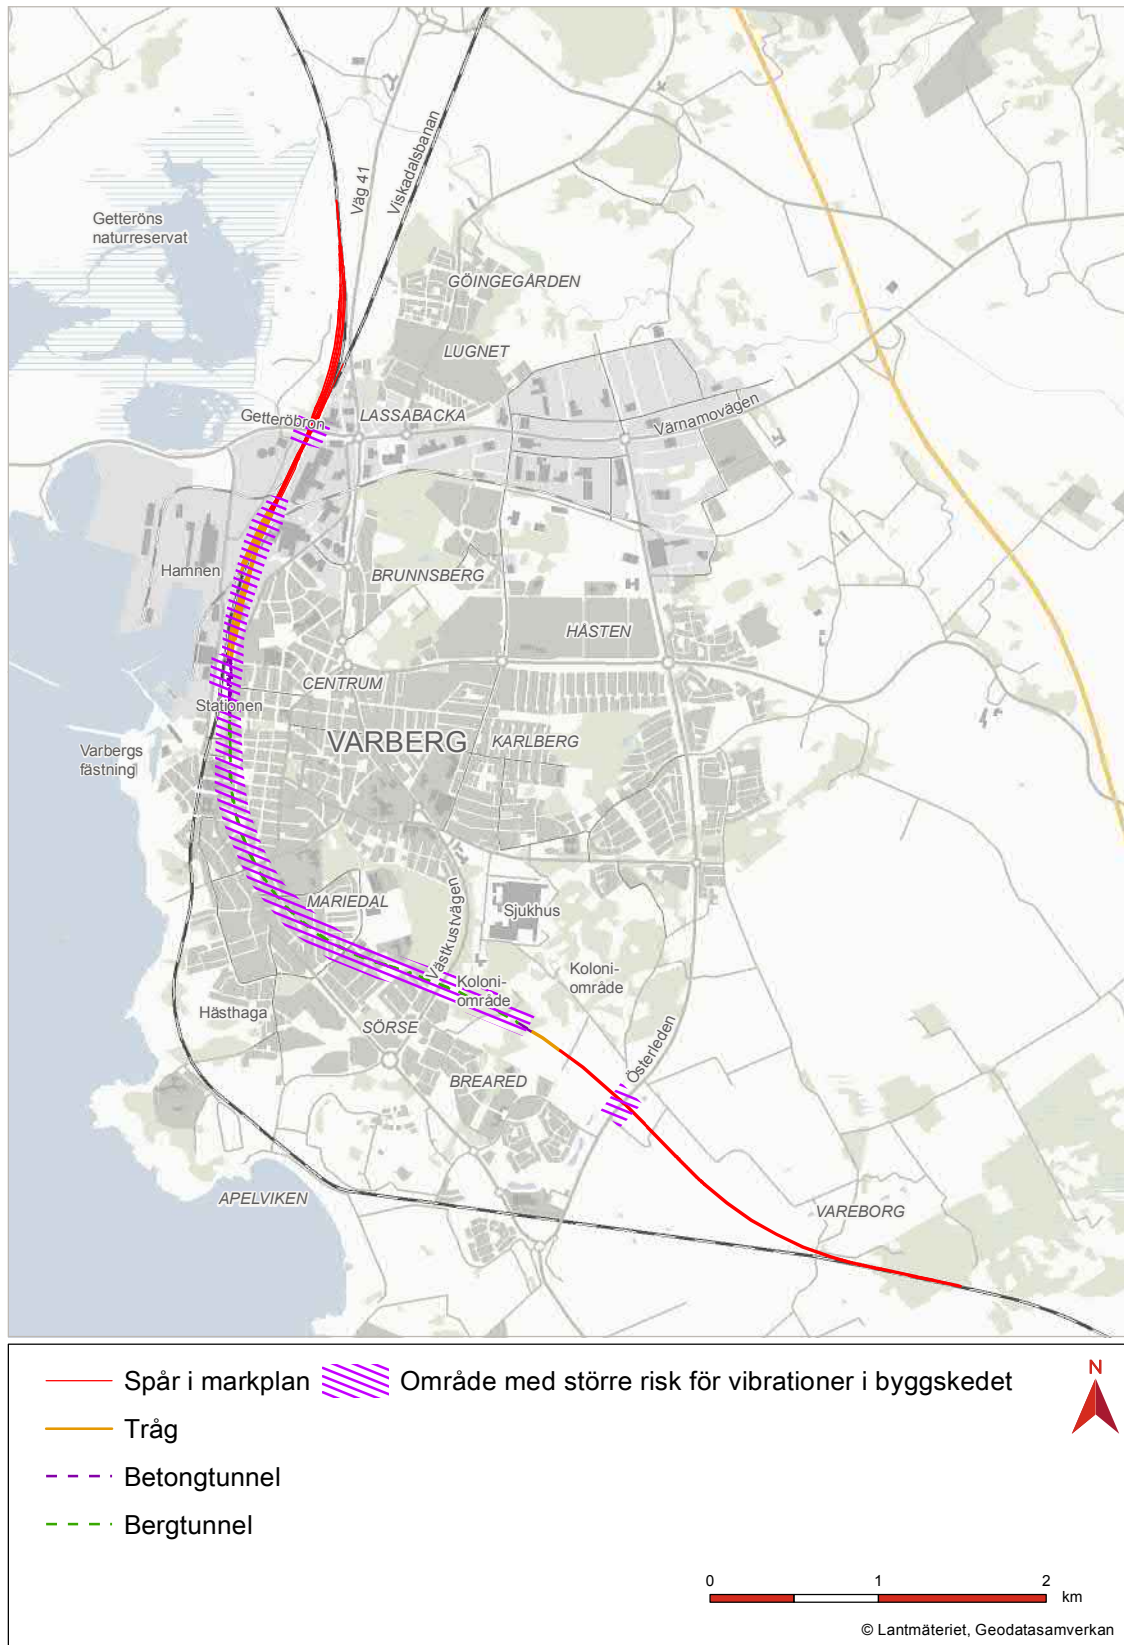 Väg 41
Viskadalsbanan
Getteröns
naturreservat
GÖINGEGÅRDEN
LUGNET
Getteröbron
LASSABACKA
Värnamovägen
Hamnen
BRUNNSBERG
HÅSTEN
CENTRUM
Stationen
VARBERG
KARLBERG
Varbergs
fästning
MARIEDAL
Sjukhus
Västkustvägen
Koloni-
område
Koloni-
område
Hästhaga
SÖRSE
Österleden
BREARED
APELVIKEN
VAREBORG
Spår i markplan
Område med större risk för vibrationer i byggskedet
N
Tråg
Betongtunnel
Bergtunnel
0 1 2
km
© Lantmäteriet, Geodatasamverkan